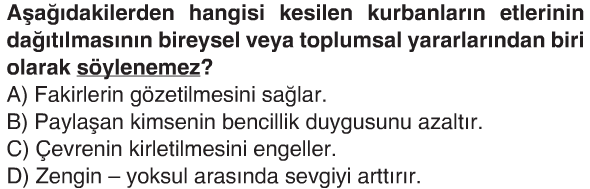 Aşağıdakilerden hangisi kesilen kurbanların etlerinin
dağıtılmasının bireysel veya toplumsal yararlarından biri
olarak söylenemez?
A) Fakirlerin gözetilmesini sağlar.
B) Paylaşan kimsenin bencillik duygusunu azaltır.
C) Çevrenin kirletilmesini engeller.
D) Zengin – yoksul arasında sevgiyi arttırır.